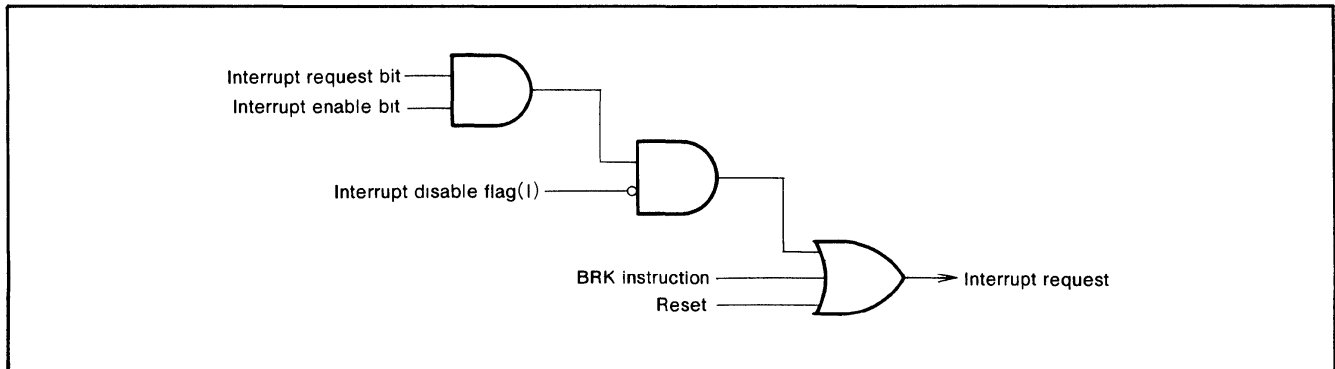 Interrupt request bit
Interrupt enable bit
Interrupt disable flag(I)
BRK instruction
Reset
Interrupt request